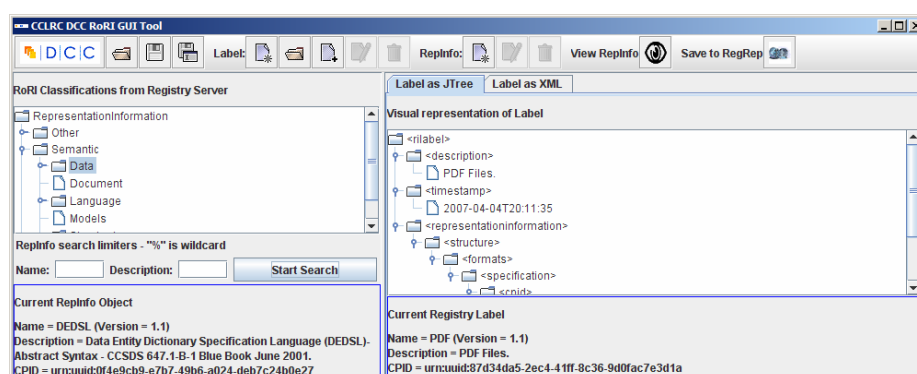 CCLRC DCC RoRI GUI Tool
D C C Label: RepInfo: View RepInfo Save to RegRep
RoRI Classifications from Registry Server
RepresentationInformation
Other
Semantic
Data
Document
Language
Models
RepInfo search limiters - "%" is wildcard
Name: Description: Start Search
Current RepInfo Object
Name = DEDSL (Version = 1.1)
Description = Data Entity Dictionary Specification Language (DEDSL)-
Abstract Syntax - CCSDS 647.1-B-1 Blue Book June 2001.
CPID = urn:uuid:0f4e9cb9-e7b7-49b6-a024-deb7c24b0e27
Label as JTree Label as XML
Visual representation of Label
<rilabel>
<description>
PDF Files.
<timestamp>
2007-04-04T20:11:35
<representationinformation>
<structure>
<formats>
<specification>
<cpid>
Current Registry Label
Name = PDF (Version = 1.1)
Description = PDF Files.
CPID = urn:uuid:87d34da5-2ec4-41ff-8c36-9d0fac7e3d1a